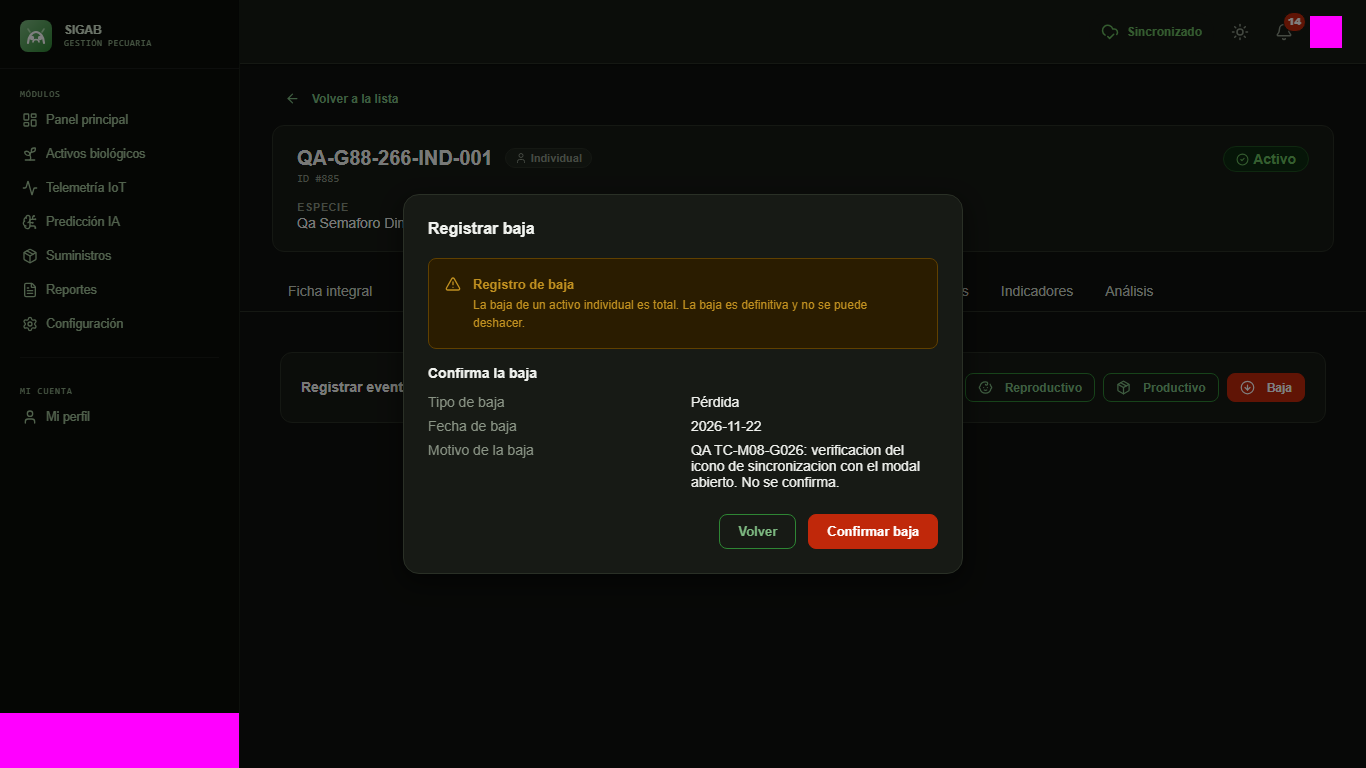 SIGAB
GESTIÓN PECUARIA
Sincronizado
14
MÓDULOS
Panel principal
Activos biológicos
Telemetría IoT
Predicción IA
Suministros
Reportes
Configuración
MI CUENTA
Mi perfil
Volver a la lista
QA-G88-266-IND-001
Individual
Activo
ID #885
ESPECIE
Qa Semaforo
Ficha integral
s
Indicadores
Análisis
Registrar event
Reproductivo
Productivo
Baja
Registrar baja
Registro de baja
La baja de un activo individual es total. La baja es definitiva y no se puede
deshacer.
Confirma la baja
Tipo de baja
Pérdida
Fecha de baja
2026-11-22
Motivo de la baja
QA TC-M08-G026: verificacion del
icono de sincronizacion con el modal
abierto. No se confirma.
Volver
Confirmar baja